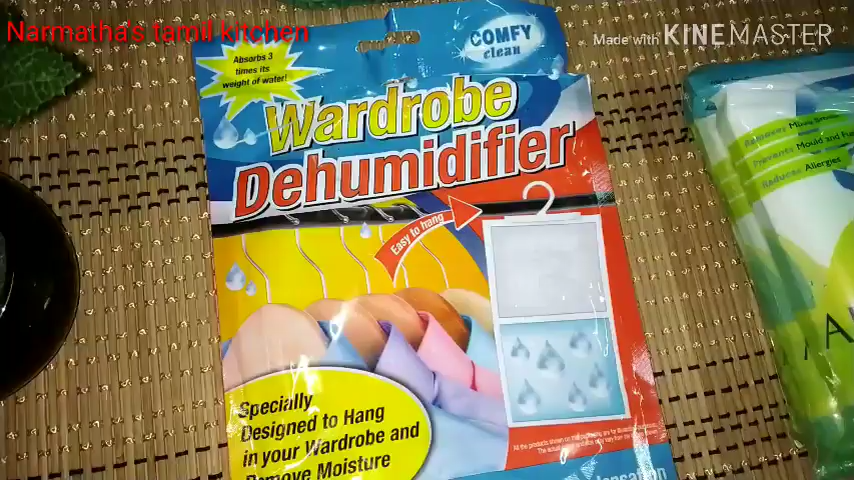 Narmatha's tamil kitchen
Made with KINEMASTER
COMFY
clean
Absorbs 3
times its
weight of water!
Wardrobe
Dehumidifier
Easy to hang
Specially
Designed to Hang
in your Wardrobe and
Remove Moisture
Prevents Mould and
Reduces Allergies